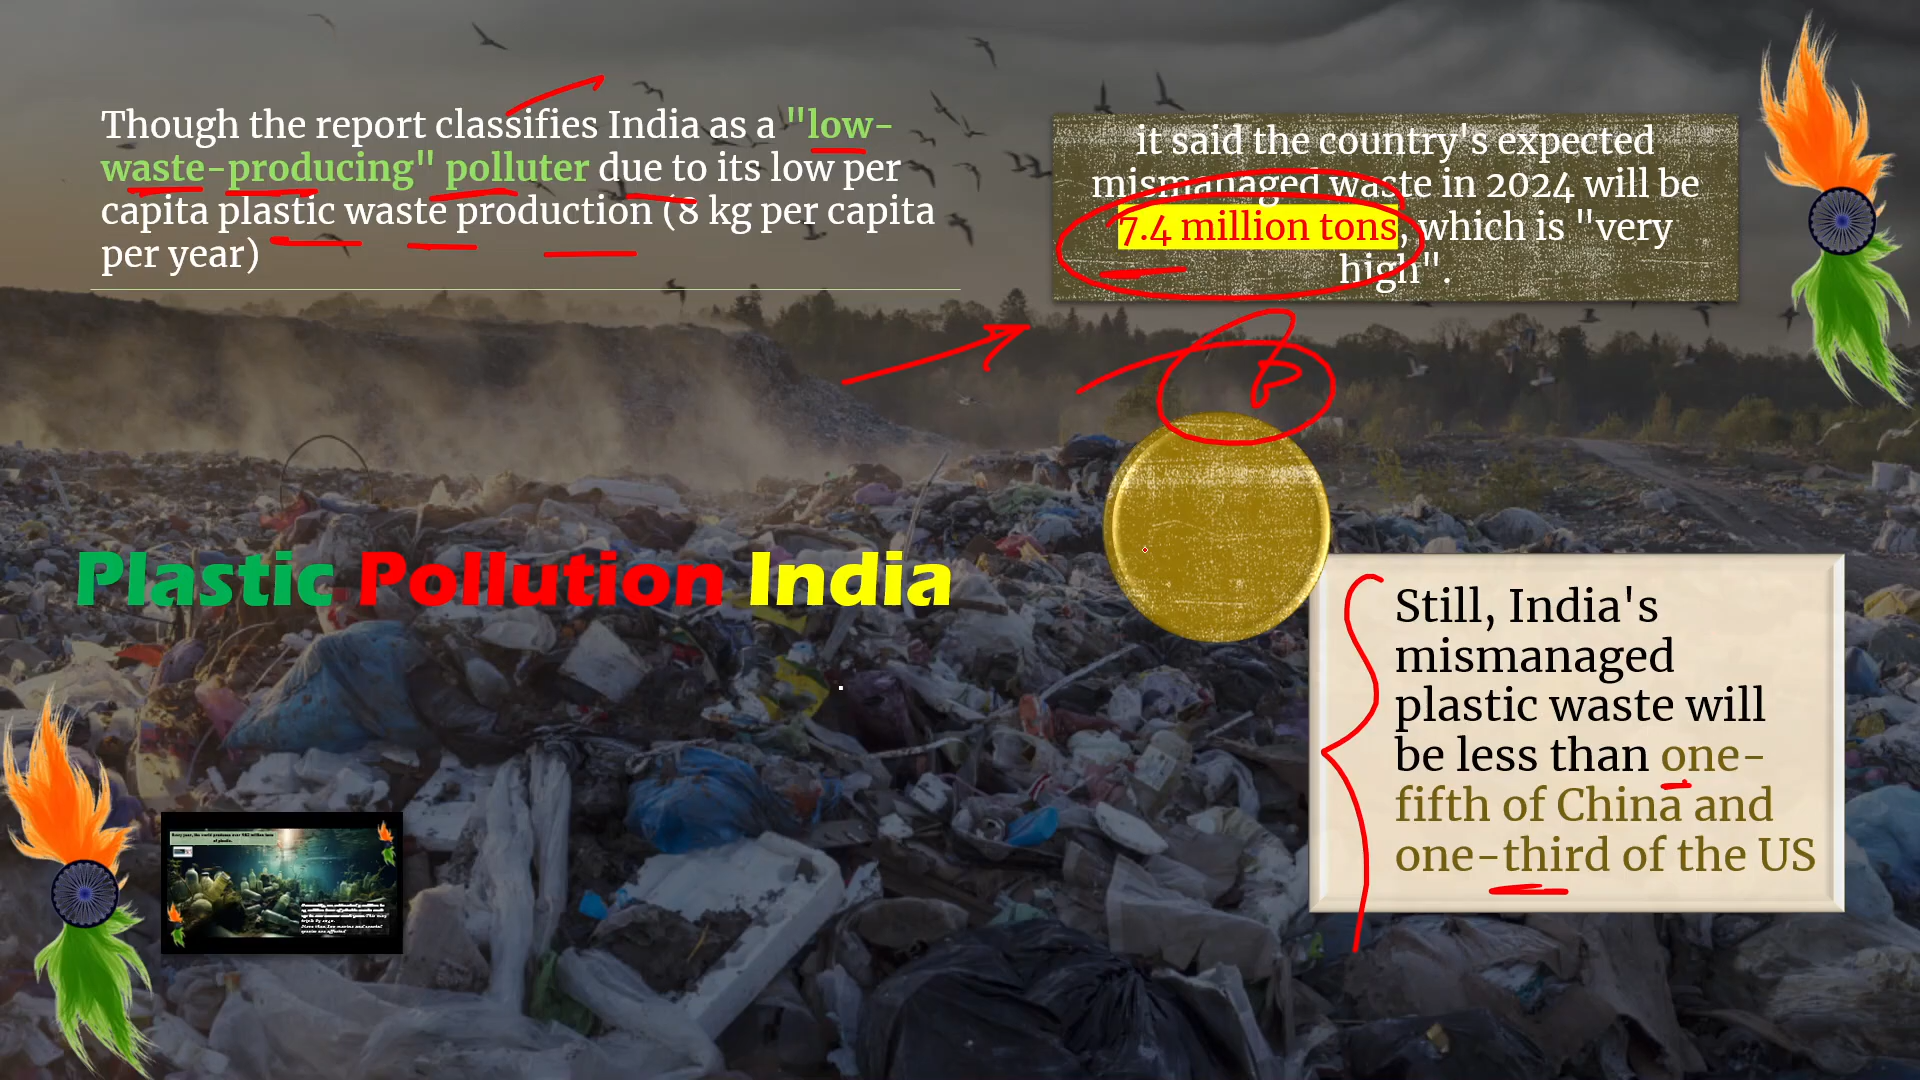 Though the report classifies India as a "low-
waste-producing" polluter due to its low per
capita plastic waste production (8 kg per capita
per year)
it said the country's expected
mismanaged waste in 2024 will be
7.4 million tons, which is "very
high".
Plastic Pollution India
Still, India's
mismanaged
plastic waste will
be less than one-
fifth of China and
one-third of the US